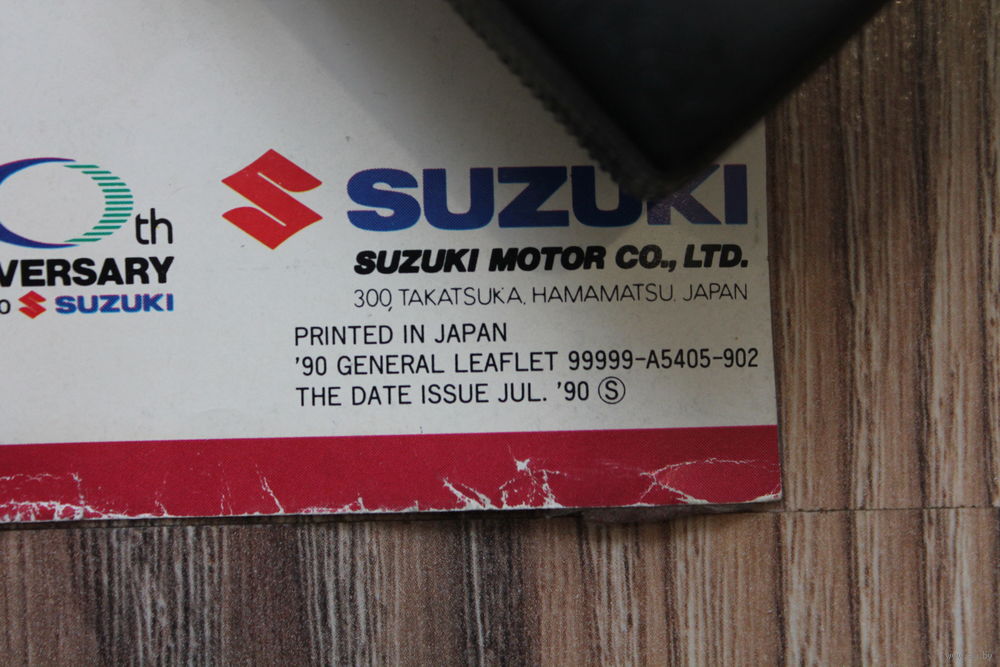 th
VERSARY
SUZUKI
SUZUKI
SUZUKI MOTOR CO., LTD.
300, TAKATSUKA, HAMAMATSU, JAPAN
PRINTED IN JAPAN
'90 GENERAL LEAFLET 99999-A5405-902
THE DATE ISSUE JUL. '90 Ⓢ